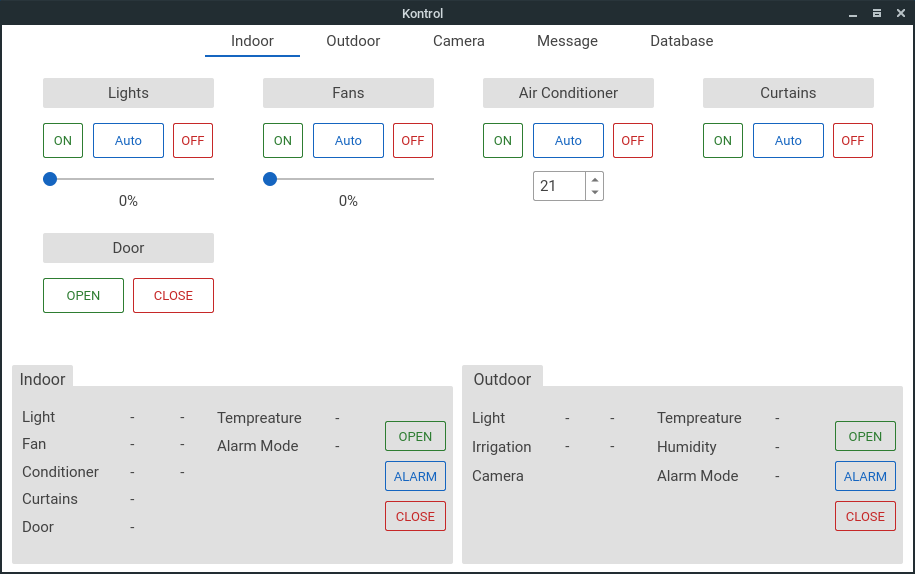 Kontrol
Indoor Outdoor Camera Message Database
Lights Fans Air Conditioner Curtains
ON Auto OFF ON Auto OFF ON Auto OFF ON Auto OFF
21
0% 0%
Door
OPEN CLOSE
Indoor
Light - - Tempreature -
Fan - - Alarm Mode -
Conditioner - -
Curtains -
Door -
OPEN
ALARM
CLOSE
Outdoor
Light - - Tempreature -
Irrigation - - Humidity -
Camera Alarm Mode -
OPEN
ALARM
CLOSE